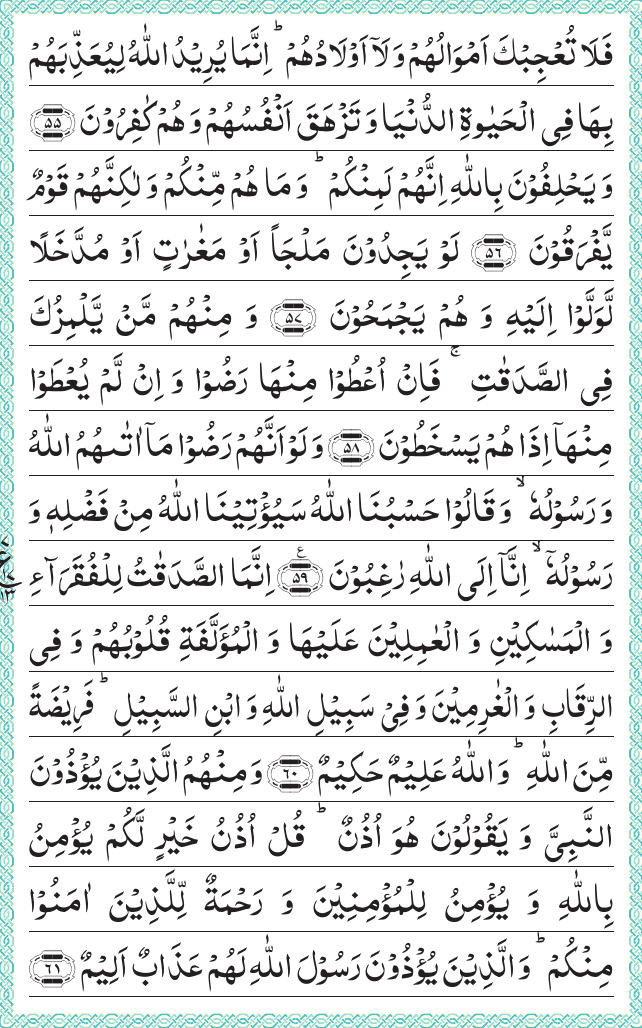 فَلَا تُعۡجِبۡكَ اَمۡوَالُهُمۡ وَلَاۤ اَوۡلَادُهُمۡ‌ ؕ اِنَّمَا يُرِيۡدُ اللّٰهُ لِيُعَذِّبَهُمۡ
بِهَا فِى الۡحَيٰوةِ الدُّنۡيَا وَ تَزۡهَقَ اَنۡفُسُهُمۡ وَ هُمۡ كٰفِرُوۡنَ ﴿۵۵﴾
وَ يَحۡلِفُوۡنَ بِاللّٰهِ اِنَّهُمۡ لَمِنۡكُمۡؕ وَ مَا هُمۡ مِّنۡكُمۡ وَ لٰـكِنَّهُمۡ قَوۡمٌ
يَّفۡرَقُوۡنَ ﴿۵۶﴾ لَوۡ يَجِدُوۡنَ مَلۡجَاً اَوۡ مَغٰرٰتٍ اَوۡ مُدَّخَلًا
لَّوَلَّوۡا اِلَيۡهِ وَ هُمۡ يَجۡمَحُوۡنَ ﴿۵۷﴾ وَ مِنۡهُمۡ مَّنۡ يَّلۡمِزُكَ
فِى الصَّدَقٰتِ‌ ۚ فَاِنۡ اُعۡطُوۡا مِنۡهَا رَضُوۡا وَ اِنۡ لَّمۡ يُعۡطَوۡا
مِنۡهَاۤ اِذَا هُمۡ يَسۡخَطُوۡنَ ﴿۵۸﴾ وَ لَوۡ اَنَّهُمۡ رَضُوۡا مَاۤ اٰتٰٮهُمُ اللّٰهُ
وَ رَسُوۡلُهٗۙ وَ قَالُوۡا حَسۡبُنَا اللّٰهُ سَيُؤۡتِيۡنَا اللّٰهُ مِنۡ فَضۡلِهٖ وَ
رَسُوۡلُهٗۤ ۙ اِنَّاۤ اِلَى اللّٰهِ رٰغِبُوۡنَ ﴿۵۹﴾ع اِنَّمَا الصَّدَقٰتُ لِلۡفُقَرَآءِ
وَ الۡمَسٰكِيۡنِ وَ الۡعٰمِلِيۡنَ عَلَيۡهَا وَ الۡمُؤَلَّفَةِ قُلُوۡبُهُمۡ وَ فِى
الرِّقَابِ وَ الۡغٰرِمِيۡنَ وَ فِىۡ سَبِيۡلِ اللّٰهِ وَ ابۡنِ السَّبِيۡلِ‌ؕ فَرِيۡضَةً
مِّنَ اللّٰهِ‌ؕ وَ اللّٰهُ عَلِيۡمٌ حَكِيۡمٌ ﴿۶۰﴾ وَ مِنۡهُمُ الَّذِيۡنَ يُؤۡذُوۡنَ
النَّبِىَّ وَ يَقُوۡلُوۡنَ هُوَ اُذُنٌ‌ ؕ قُلۡ اُذُنُ خَيۡرٍ لَّكُمۡ يُؤۡمِنُ
بِاللّٰهِ وَ يُؤۡمِنُ لِلۡمُؤۡمِنِيۡنَ وَ رَحۡمَةٌ لِّلَّذِيۡنَ اٰمَنُوۡا
مِنۡكُمۡ‌ؕ وَ الَّذِيۡنَ يُؤۡذُوۡنَ رَسُوۡلَ اللّٰهِ لَهُمۡ عَذَابٌ اَ لِيۡمٌ ﴿۶۱﴾